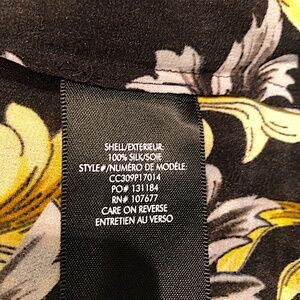 SHELL/EXTERIEUR:
100% SILK/SOIE
STYLE#/NUMÉRO DE MODÈLE:
CC309P17014
PO# 131184
RN# 107677
CARE ON REVERSE
ENTRETIEN AU VERSO